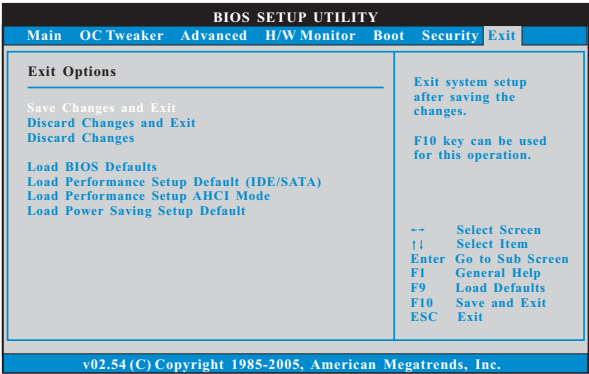 BIOS SETUP UTILITY
Main OC Tweaker Advanced H/W Monitor Boot Security Exit
Exit Options
Save Changes and Exit
Discard Changes and Exit
Discard Changes
Load BIOS Defaults
Load Performance Setup Default (IDE/SATA)
Load Performance Setup AHCI Mode
Load Power Saving Setup Default
Exit system setup
after saving the
changes.
F10 key can be used
for this operation.
←→ Select Screen
↑↓ Select Item
Enter Go to Sub Screen
F1 General Help
F9 Load Defaults
F10 Save and Exit
ESC Exit
v02.54 (C) Copyright 1985-2005, American Megatrends, Inc.